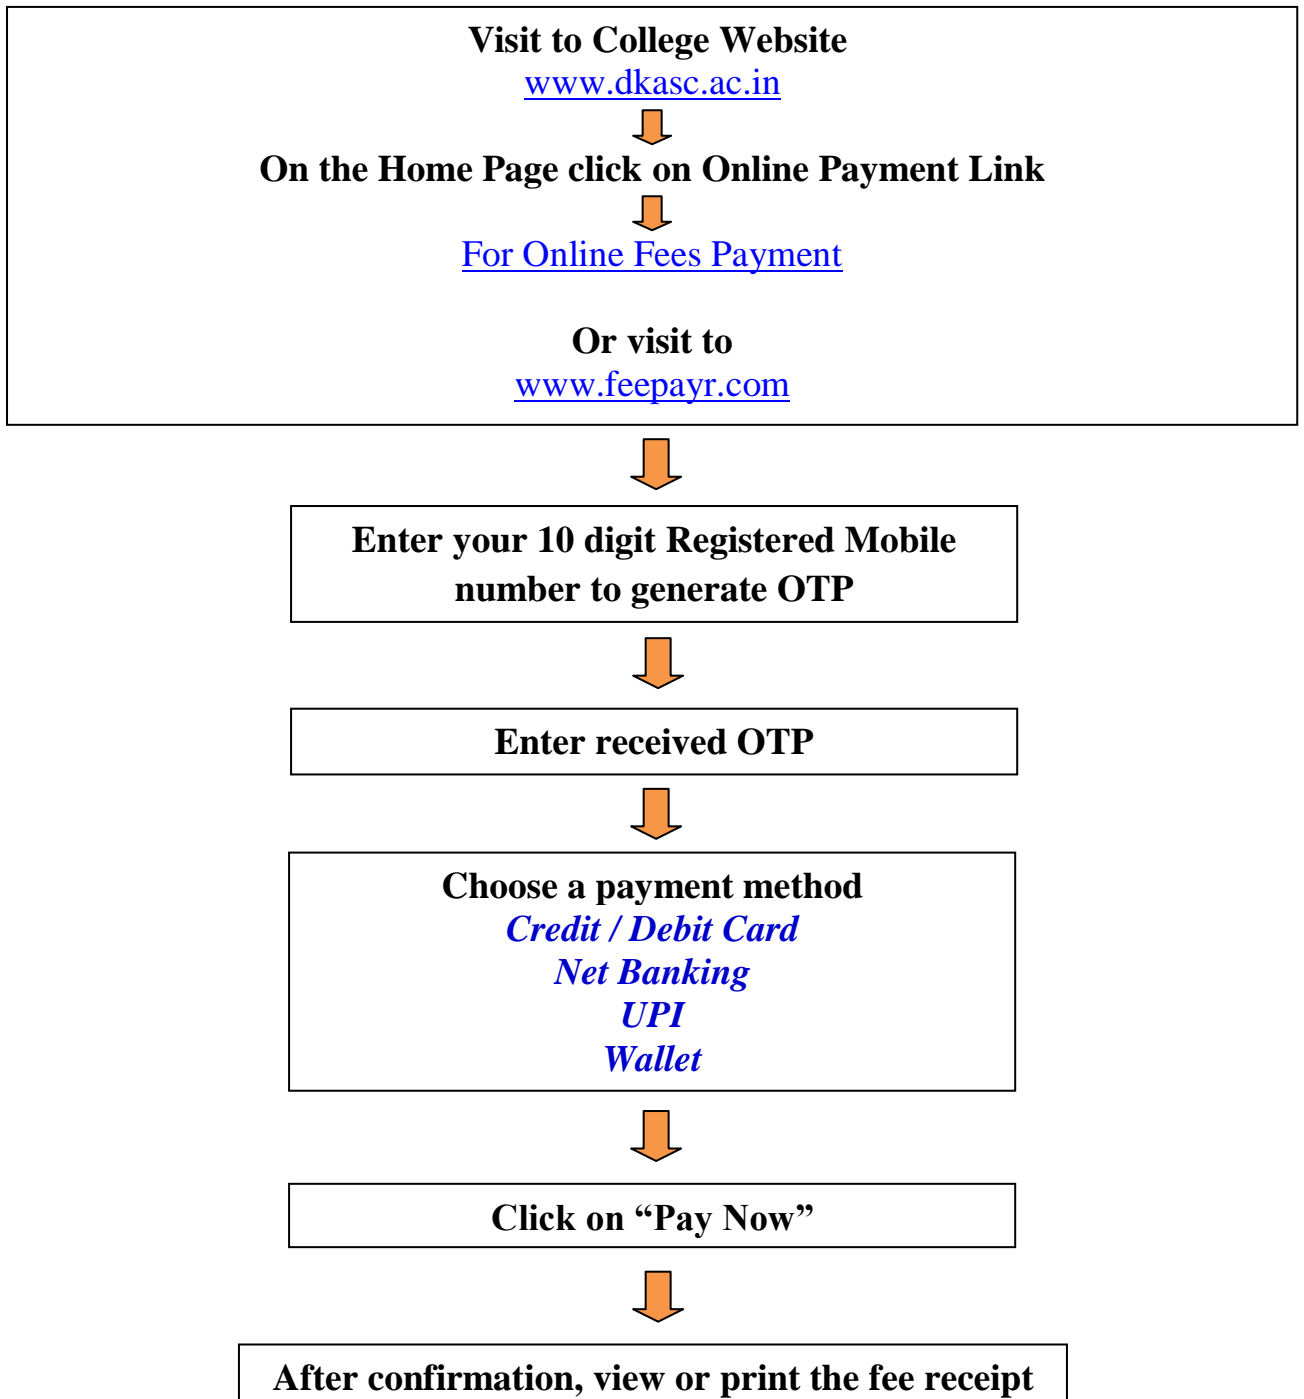 Visit to College Website
www.dkasc.ac.in
On the Home Page click on Online Payment Link
For Online Fees Payment
Or visit to
www.feepayr.com
Enter your 10 digit Registered Mobile
number to generate OTP
Enter received OTP
Choose a payment method
Credit / Debit Card
Net Banking
UPI
Wallet
Click on “Pay Now”
After confirmation, view or print the fee receipt